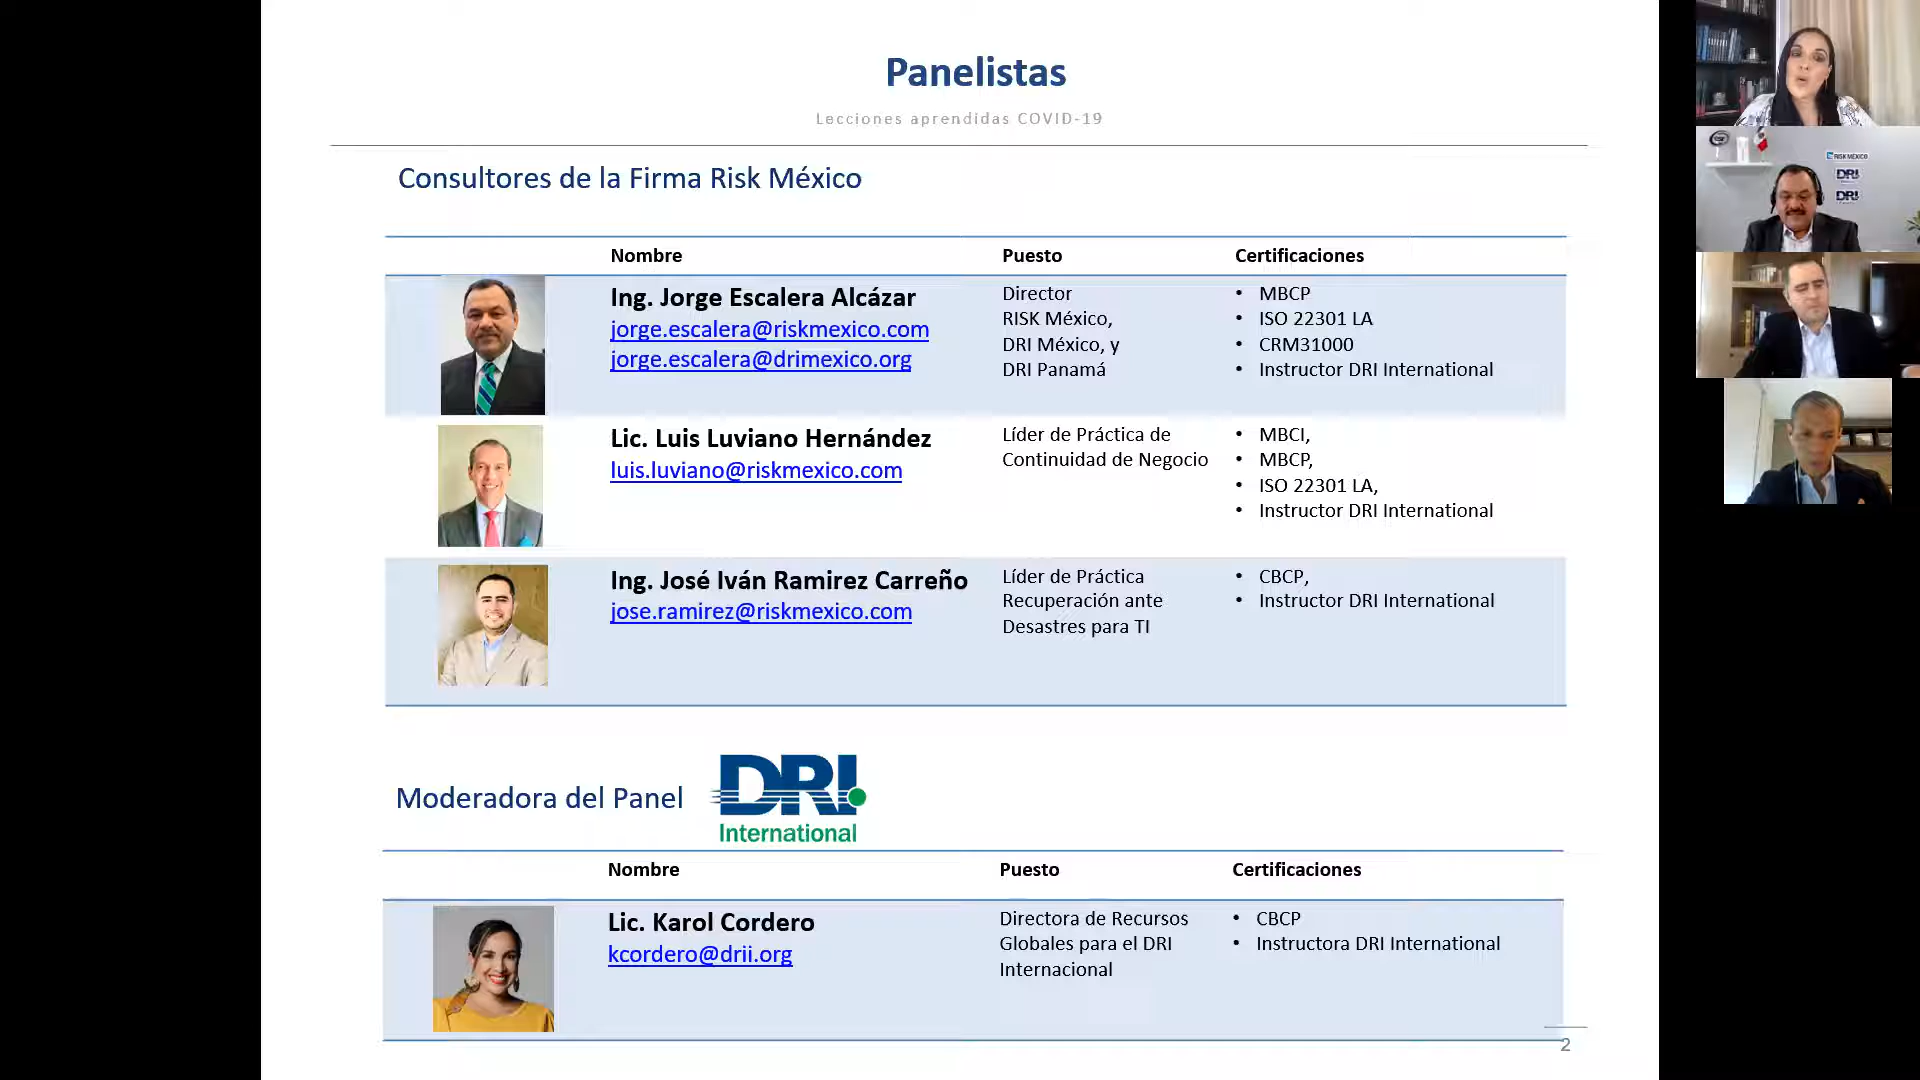 Panelistas
Lecciones aprendidas COVID-19
Consultores de la Firma Risk México
Nombre Puesto Certificaciones
Ing. Jorge Escalera Alcázar
jorge.escalera@riskmexico.com
jorge.escalera@drimexico.org
Director
RISK México,
DRI México, y
DRI Panamá
• MBCP
• ISO 22301 LA
• CRM31000
• Instructor DRI International
Lic. Luis Luviano Hernández
luis.luviano@riskmexico.com
Líder de Práctica de
Continuidad de Negocio
• MBCI,
• MBCP,
• ISO 22301 LA,
• Instructor DRI International
Ing. José Iván Ramirez Carreño
jose.ramirez@riskmexico.com
Líder de Práctica
Recuperación ante
Desastres para TI
• CBCP,
• Instructor DRI International
Moderadora del Panel
DRI
International
Nombre Puesto Certificaciones
Lic. Karol Cordero
kcordero@drii.org
Directora de Recursos
Globales para el DRI
Internacional
• CBCP
• Instructora DRI International
2
RISK MÉXICO
DRI
DRI